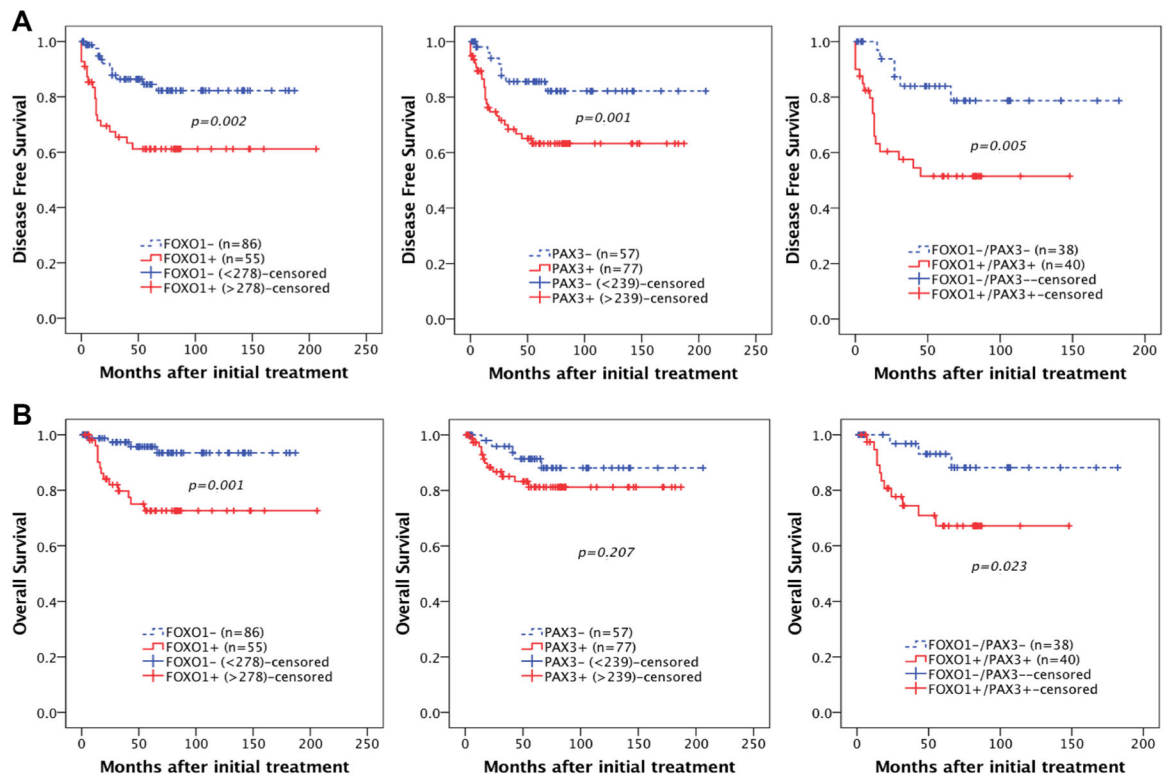 A
Disease Free Survival
1.0
0.8
0.6
0.4
0.8
0.0
p=0.002
FOXO1- (n=86)
FOXO1+ (n=55)
FOXO1- (<278)-censored
FOXO1+ (>278)-censored
0 50 100 150 200 250
Months after initial treatment
Disease Free Survival
1.0
0.8
0.6
0.4
0.8
0.0
p=0.001
PAX3- (n=57)
PAX3+ (n=77)
PAX3- (<239)-censored
PAX3+ (>239)-censored
0 50 100 150 200 250
Months after initial treatment
Disease Free Survival
1.0
0.8
0.6
0.4
0.8
0.0
p=0.005
FOXO1-/PAX3- (n=38)
FOXO1+/PAX3+ (n=40)
FOXO1-/PAX3--censored
FOXO1+/PAX3+-censored
0 50 100 150 200
Months after initial treatment
B
Overall Survival
1.0
0.8
0.6
0.4
0.8
0.0
p=0.001
FOXO1- (n=86)
FOXO1+ (n=55)
FOXO1- (<278)-censored
FOXO1+ (>278)-censored
0 50 100 150 200 250
Months after initial treatment
Overall Survival
1.0
0.8
0.6
0.4
0.8
0.0
p=0.207
PAX3- (n=57)
PAX3+ (n=77)
PAX3- (<239)-censored
PAX3+ (>239)-censored
0 50 100 150 200 250
Months after initial treatment
Overall Survival
1.0
0.8
0.6
0.4
0.8
0.0
p=0.023
FOXO1-/PAX3- (n=38)
FOXO1+/PAX3+ (n=40)
FOXO1-/PAX3--censored
FOXO1+/PAX3+-censored
0 50 100 150 200
Months after initial treatment